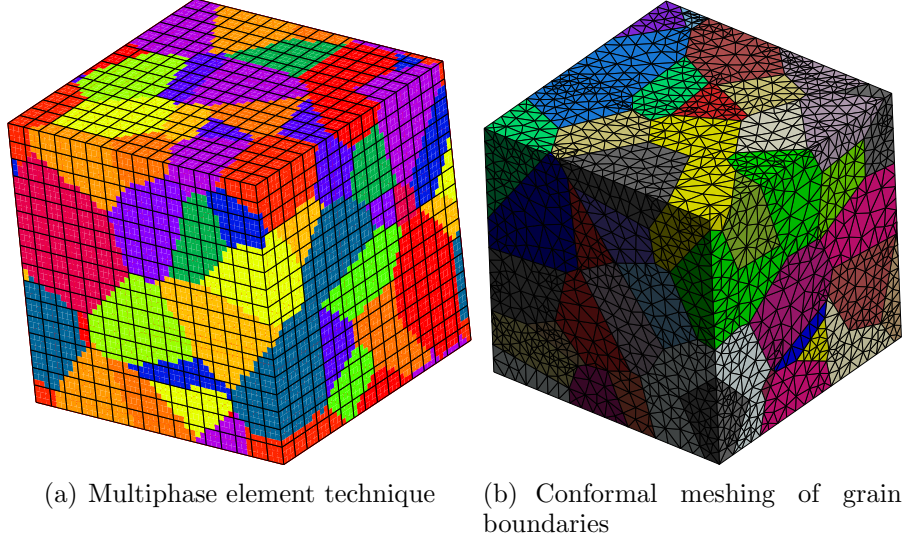 (a) Multiphase element technique
(b) Conformal meshing of grain
boundaries